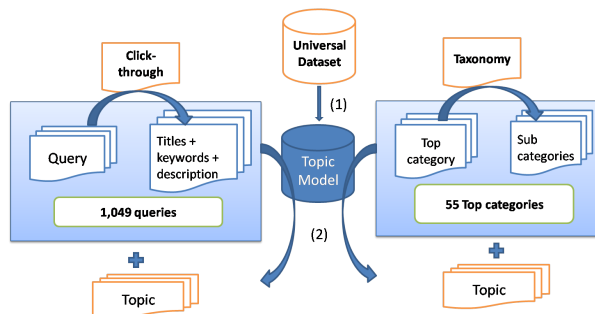 Universal
Dataset
Click-
through
Taxonomy
(1)
Query
Titles +
keywords +
description
1,049 queries
Topic
Model
Top
category
Sub
categories
55 Top categories
(2)
Topic
Topic